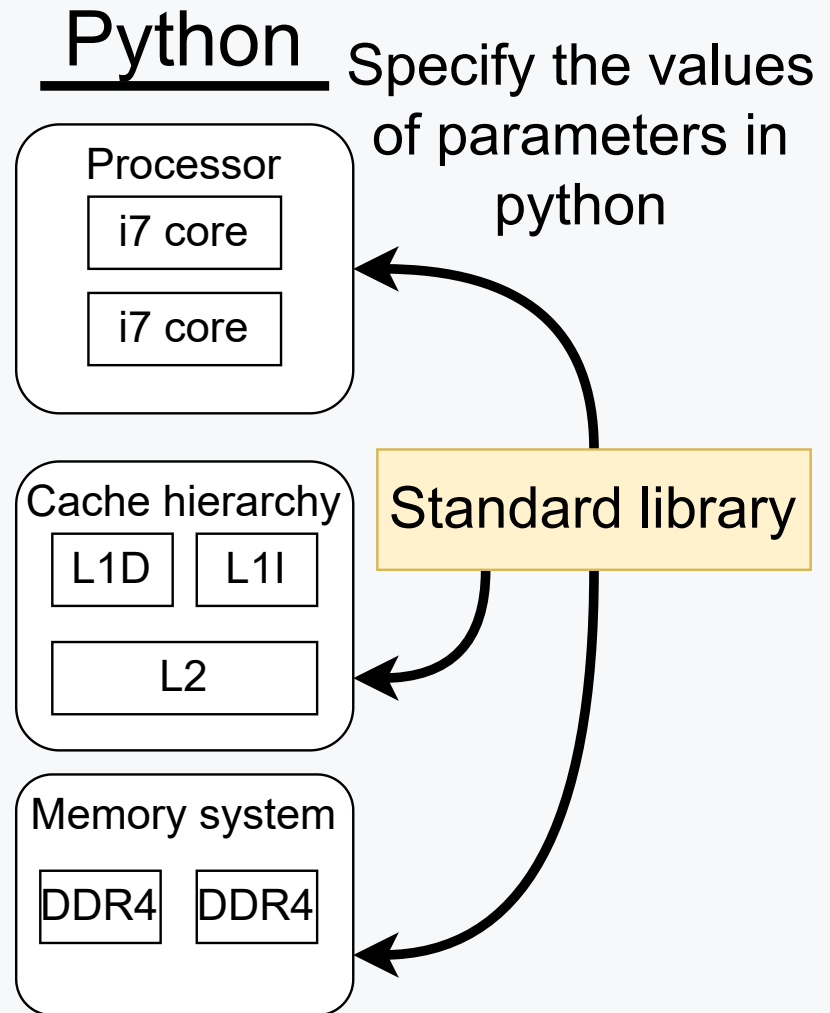 Python
Specify the values
of parameters in
python
Processor
i7 core
i7 core
Cache hierarchy
L1D L1I
L2
Standard library
Memory system
DDR4 DDR4